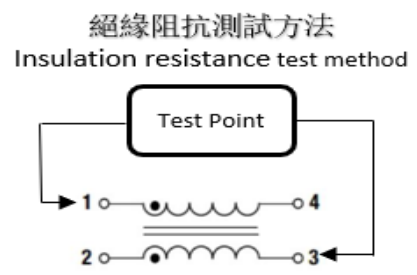 絕緣阻抗測試方法
Insulation resistance test method
Test Point
1 4
2 3